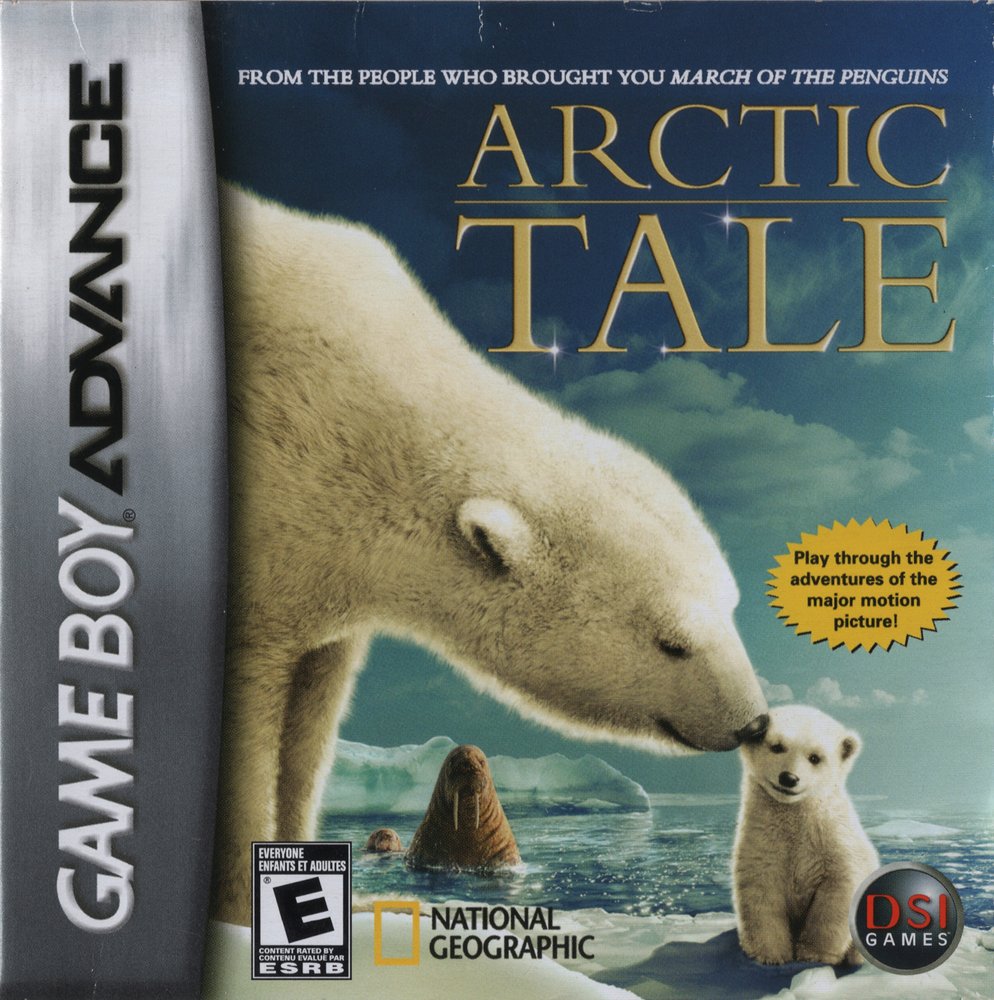 GAME BOY® ADVANCE
FROM THE PEOPLE WHO BROUGHT YOU MARCH OF THE PENGUINS
ARCTIC
TALE
Play through the
adventures of the
major motion
picture!
EVERYONE
ENFANTS ET ADULTES
® E
CONTENT RATED BY
CONTENU ÉVALUÉ PAR
ESRB
NATIONAL
GEOGRAPHIC
DSI
GAMES